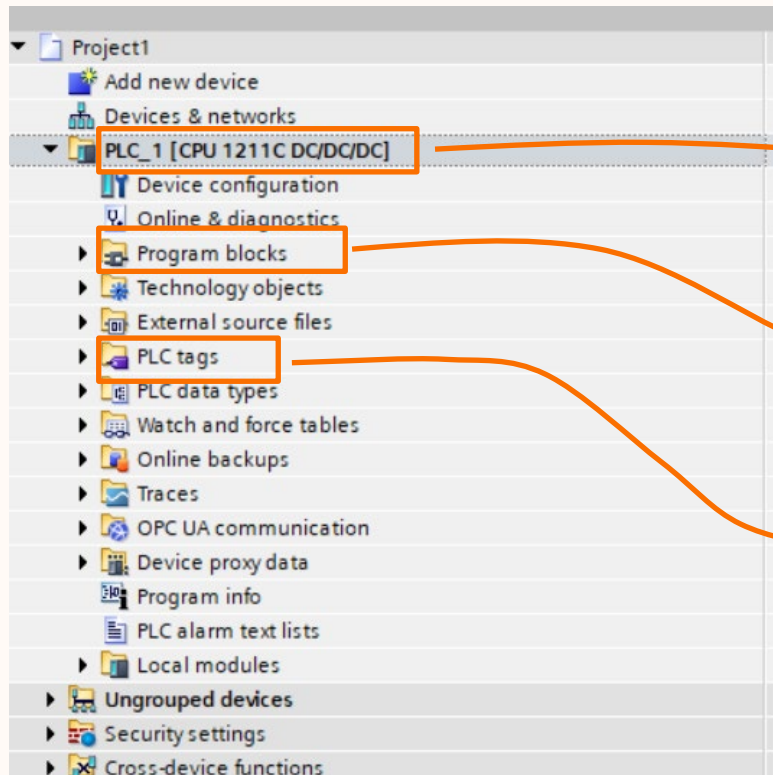 Project1
Add new device
Devices & networks
PLC_1 [CPU 1211C DC/DC/DC]
Device configuration
Online & diagnostics
Program blocks
Technology objects
External source files
PLC tags
PLC data types
Watch and force tables
Online backups
Traces
OPC UA communication
Device proxy data
Program info
PLC alarm text lists
Local modules
Ungrouped devices
Security settings
Cross-device functions